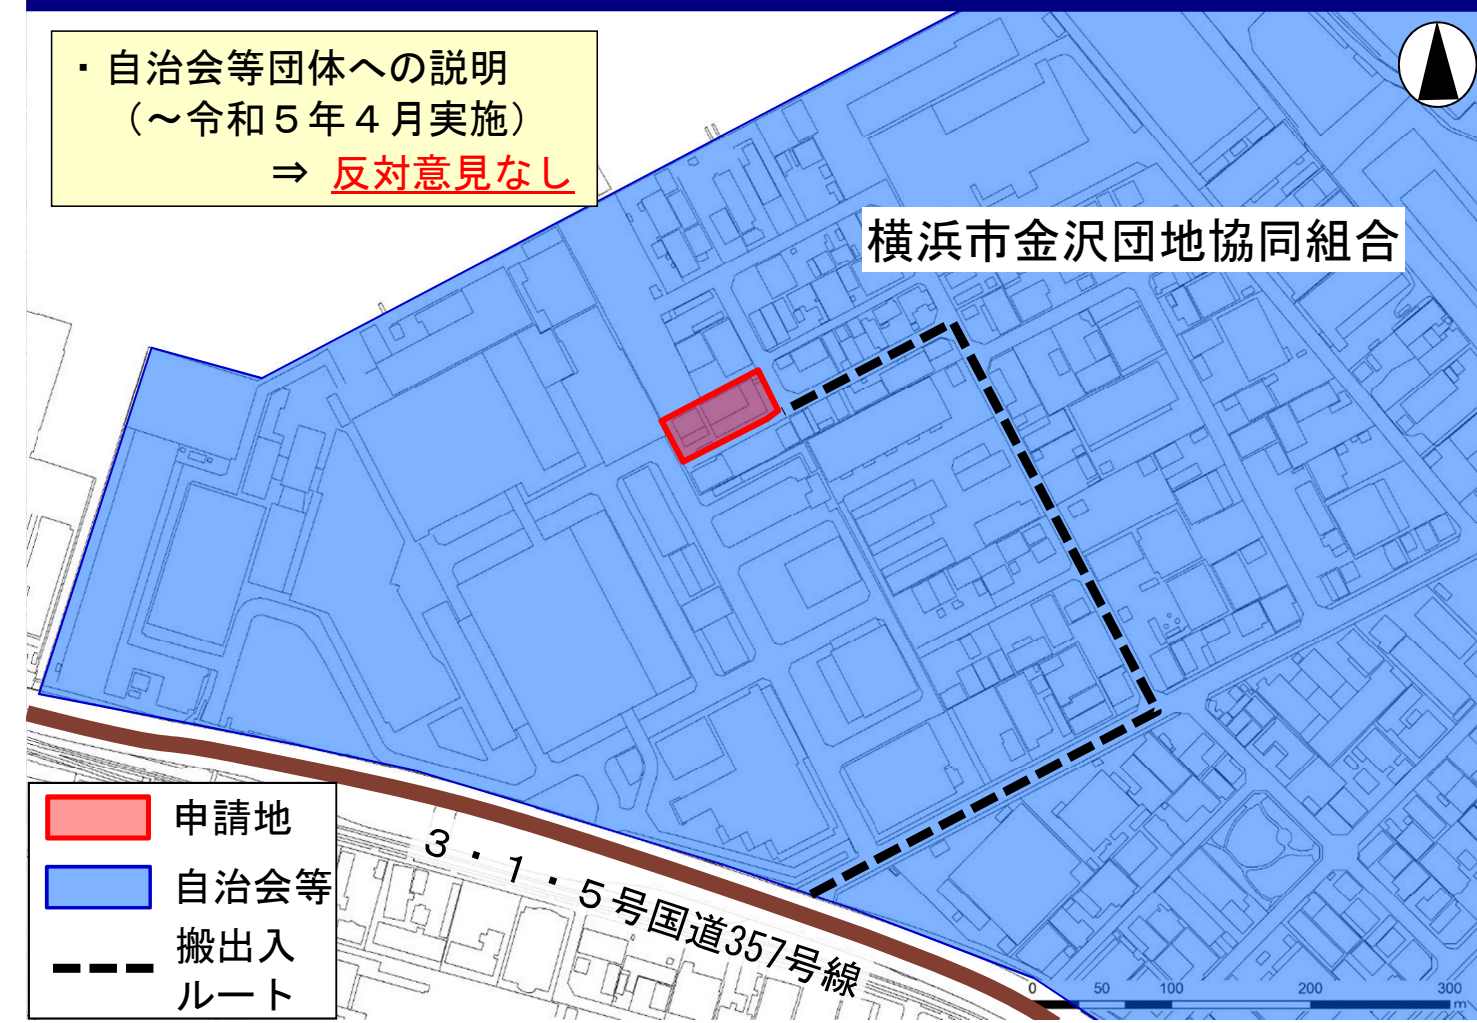 ・自治会等団体への説明
（～令和５年４月実施）
⇒ 反対意見なし
横浜市金沢団地協同組合
３・１・５号国道357号線
申請地
自治会等
搬出入
ルート
0 50 100 200 300
m